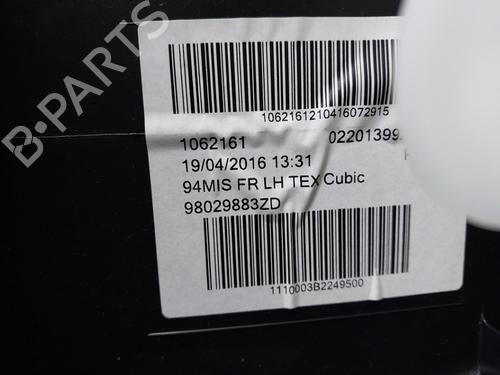 B-PARTS
1062161210416072915
1062161 02201399
19/04/2016 13:31
94MIS FR LH TEX Cubic
98029883ZD
1110003B2249500